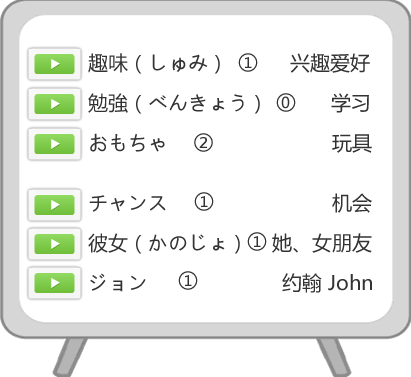 趣味（しゅみ） ① 兴趣爱好
勉強（べんきょう） ⓪ 学习
おもちゃ ② 玩具
チャンス ① 机会
彼女（かのじょ）① 她、女朋友
ジョン ① 约翰 John